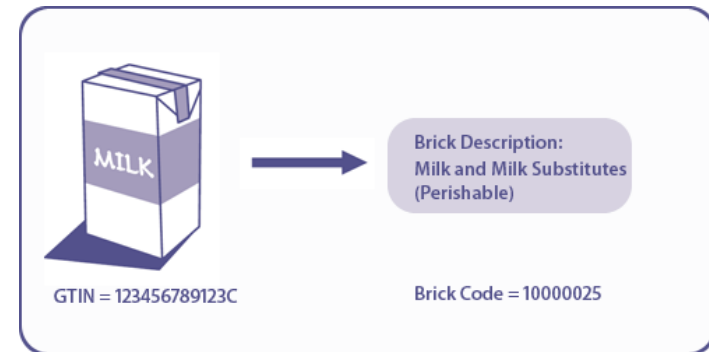 MILK
Brick Description:
Milk and Milk Substitutes
(Perishable)
GTIN = 123456789123C
Brick Code = 10000025